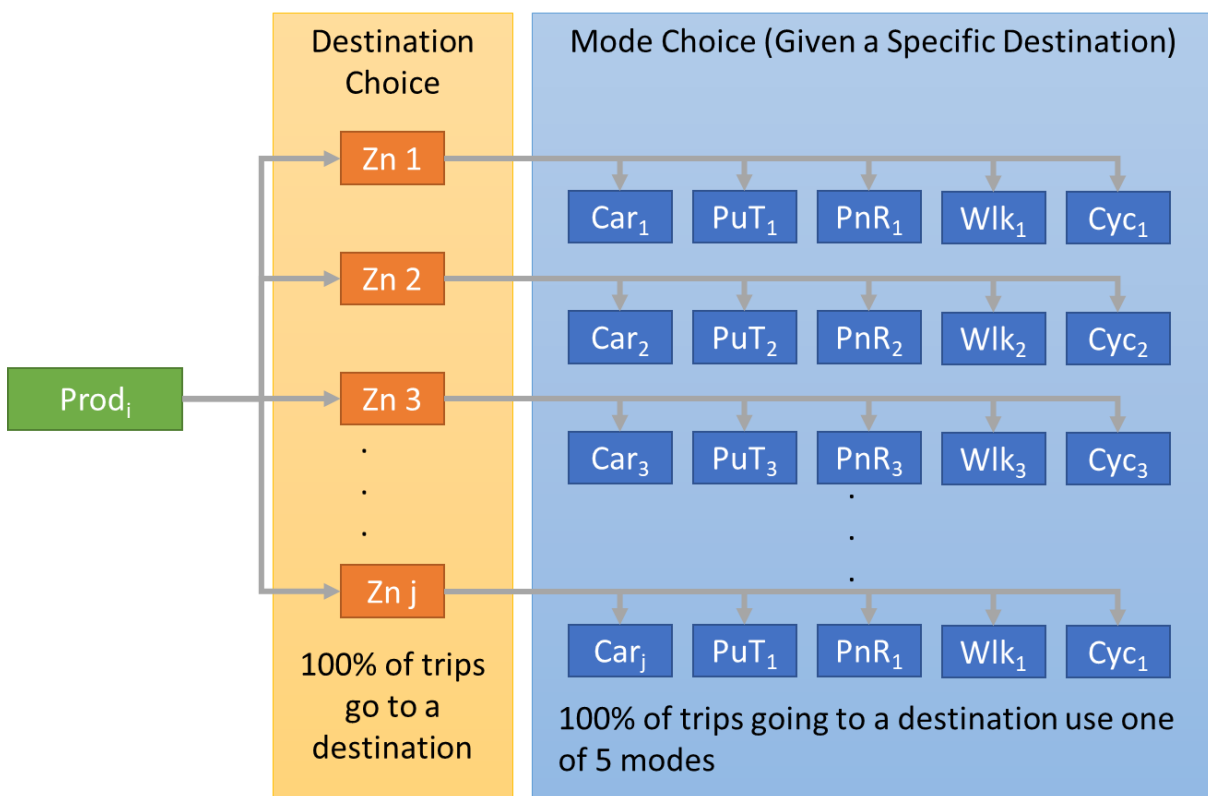 Destination
Choice
Mode Choice (Given a Specific Destination)
Zn 1
Car₁ PuT₁ PnR₁ Wlk₁ Cyc₁
Zn 2
Car₂ PuT₂ PnR₂ Wlk₂ Cyc₂
Prodᵢ
Zn 3
Car₃ PuT₃ PnR₃ Wlk₃ Cyc₃
.
.
.
.
.
.
Zn j
Carⱼ PuT₁ PnR₁ Wlk₁ Cyc₁
100% of trips
go to a
destination
100% of trips going to a destination use one
of 5 modes